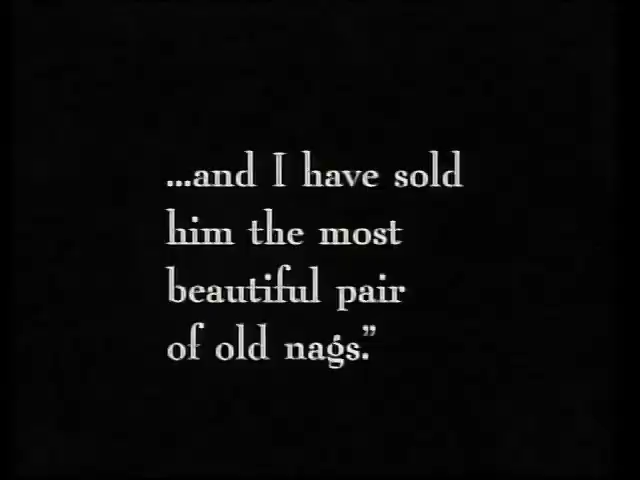 ...and I have sold
him the most
beautiful pair
of old nags."